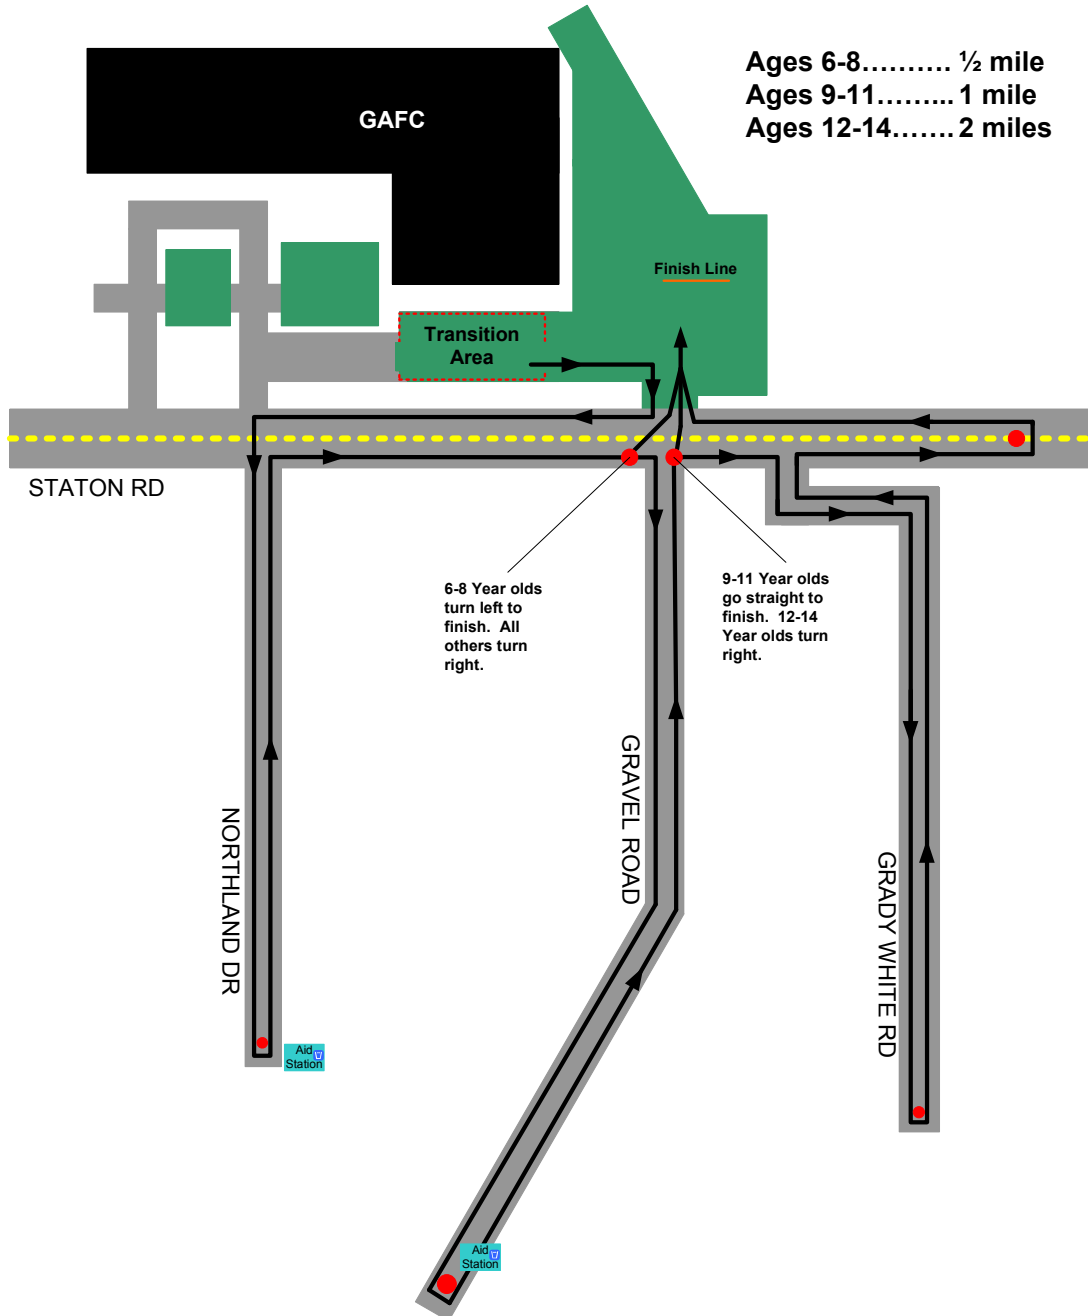 Ages 6-8.......... ½ mile
Ages 9-11......... 1 mile
Ages 12-14....... 2 miles
GAFC
Finish Line
Transition
Area
STATON RD
6-8 Year olds
turn left to
finish.  All
others turn
right.
9-11 Year olds
go straight to
finish.  12-14
Year olds turn
right.
NORTHLAND DR
GRAVEL ROAD
GRADY WHITE RD
Aid
Station
Aid
Station